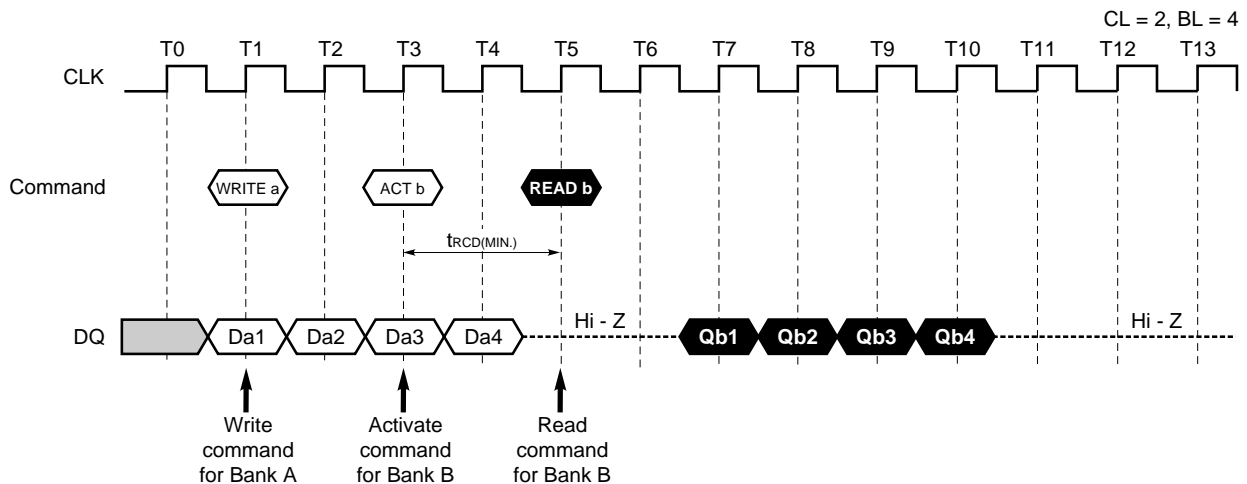 CL = 2, BL = 4
T0 T1 T2 T3 T4 T5 T6 T7 T8 T9 T10 T11 T12 T13
CLK
Command WRITE a ACT b READ b
tRCD(MIN.)
DQ Da1 Da2 Da3 Da4 Hi - Z Qb1 Qb2 Qb3 Qb4 Hi - Z
Write command for Bank A
Activate command for Bank B
Read command for Bank B